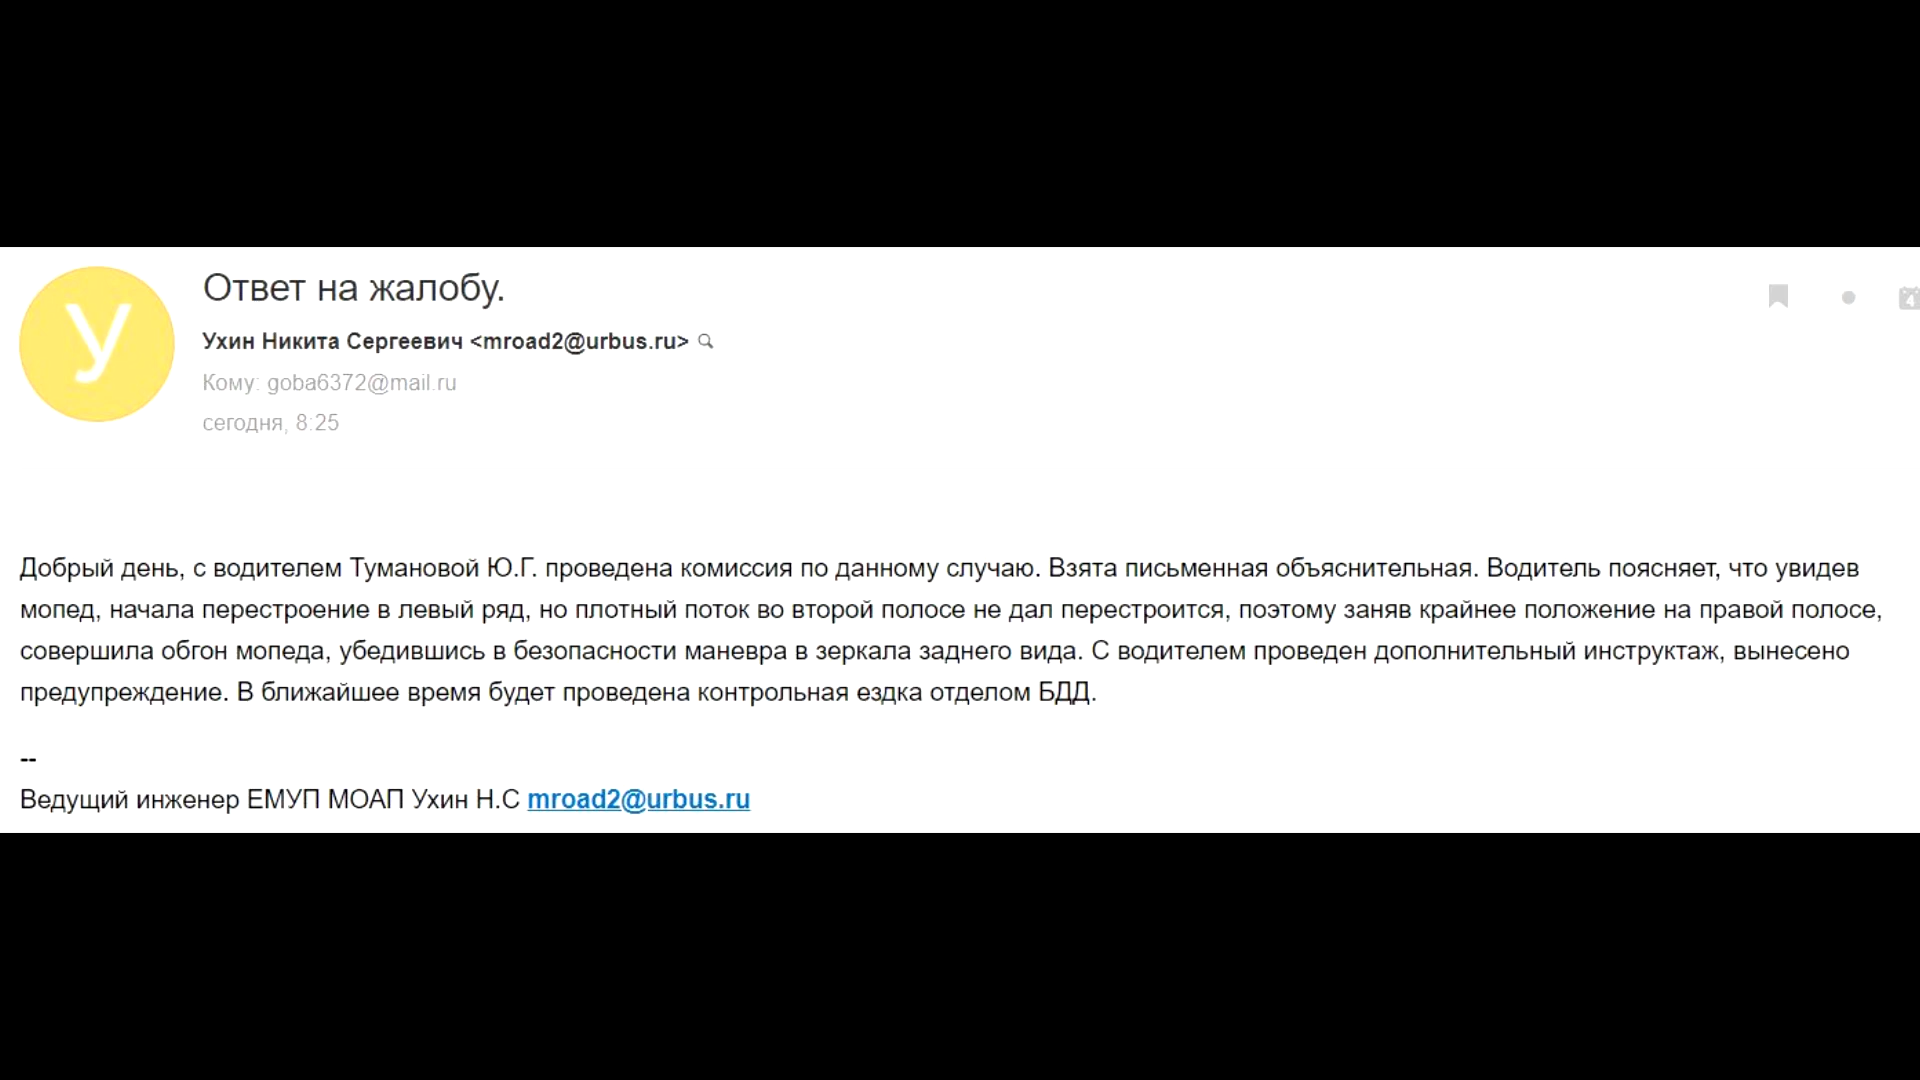 У
Ответ на жалобу.
4
Ухин Никита Сергеевич <mroad2@urbus.ru>
Кому: goba6372@mail.ru
сегодня, 8:25
Добрый день, с водителем Тумановой Ю.Г. проведена комиссия по данному случаю. Взята письменная объяснительная. Водитель поясняет, что увидев
мопед, начала перестроение в левый ряд, но плотный поток во второй полосе не дал перестроится, поэтому заняв крайнее положение на правой полосе,
совершила обгон мопеда, убедившись в безопасности маневра в зеркала заднего вида. С водителем проведен дополнительный инструктаж, вынесено
предупреждение. В ближайшее время будет проведена контрольная ездка отделом БДД.
--
Ведущий инженер ЕМУП МОАП Ухин Н.С mroad2@urbus.ru